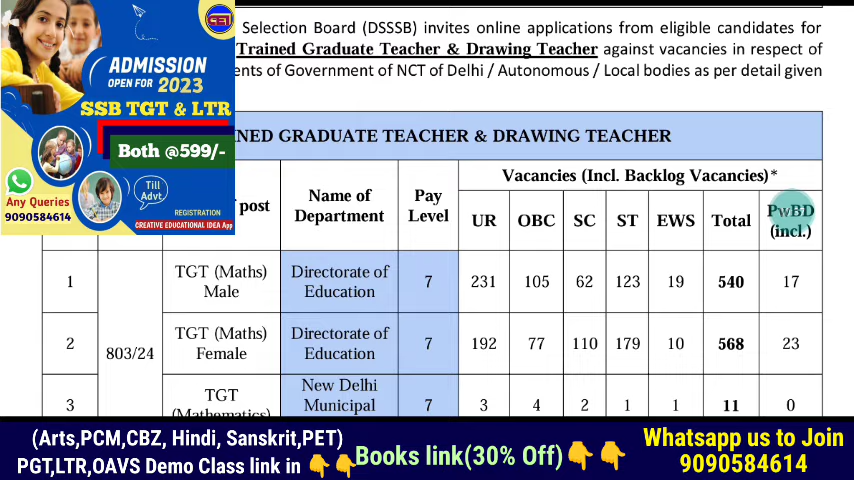 Selection Board (DSSSB) invites online applications from eligible candidates for
Trained Graduate Teacher & Drawing Teacher against vacancies in respect of
ents of Government of NCT of Delhi / Autonomous / Local bodies as per detail given
CET
ADMISSION
OPEN FOR 2023
SSB TGT & LTR
Both @599/-
Till
Advt
Any Queries
9090584614
REGISTRATION
CREATIVE EDUCATIONAL IDEA App
NED GRADUATE TEACHER & DRAWING TEACHER
post
Name of
Department
Pay
Level
Vacancies (Incl. Backlog Vacancies)*
UR OBC SC ST EWS Total PwBD
(incl.)
1 TGT (Maths)
Male Directorate of
Education 7 231 105 62 123 19 540 17
803/24
2 TGT (Maths)
Female Directorate of
Education 7 192 77 110 179 10 568 23
3 TGT
(Mathematics) New Delhi
Municipal 7 3 4 2 1 1 11 0
(Arts,PCM,CBZ, Hindi, Sanskrit,PET)
PGT,LTR,OAVS Demo Class link in 👇👇
Books link(30% Off)👇👇
Whatsapp us to Join
9090584614